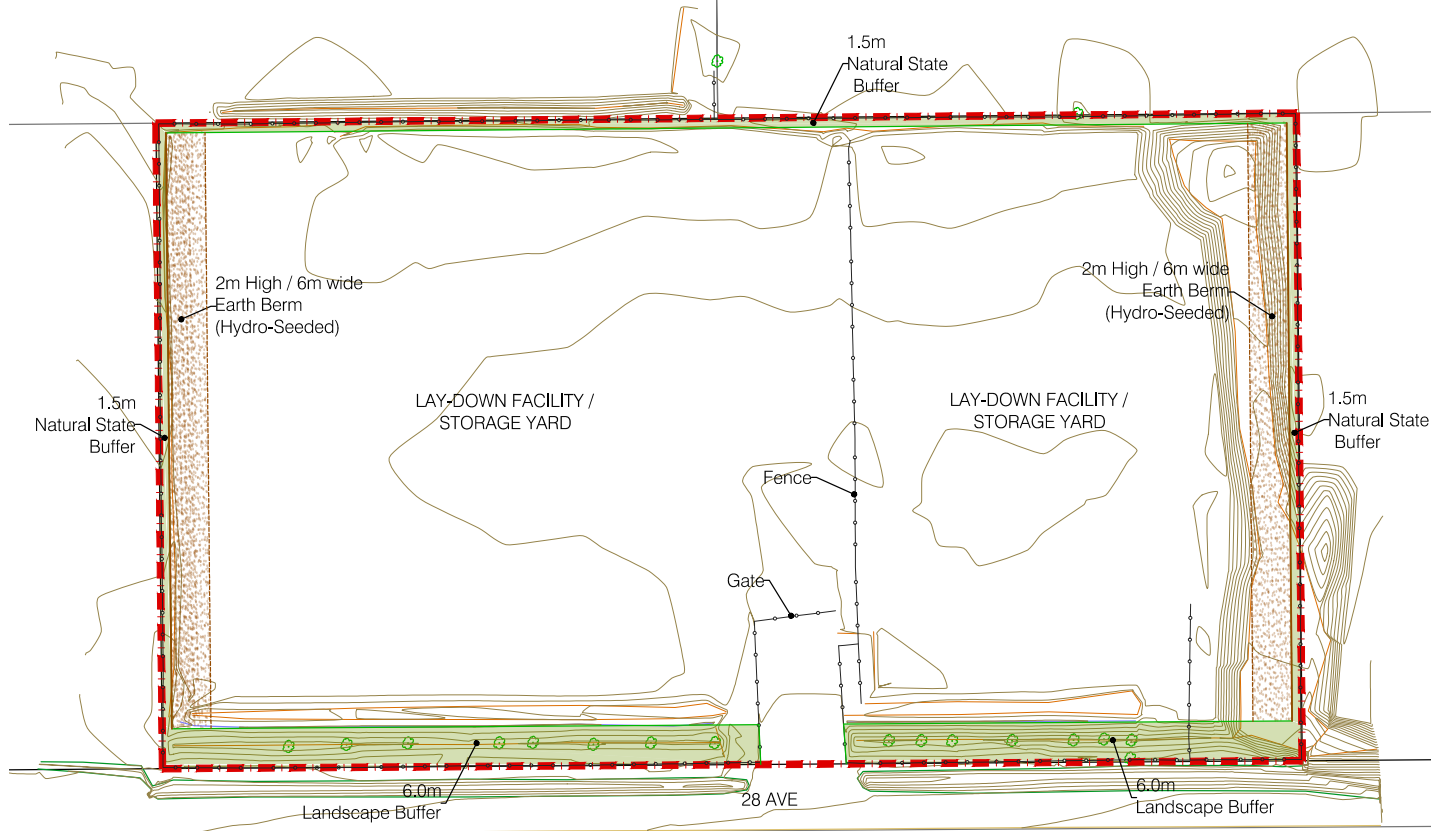 1.5m
Natural State
Buffer
2m High / 6m wide
Earth Berm
(Hydro-Seeded)
2m High / 6m wide
Earth Berm
(Hydro-Seeded)
1.5m
Natural State
Buffer
LAY-DOWN FACILITY /
STORAGE YARD
LAY-DOWN FACILITY /
STORAGE YARD
1.5m
Natural State
Buffer
Fence
Gate
6.0m
Landscape Buffer
28 AVE
6.0m
Landscape Buffer